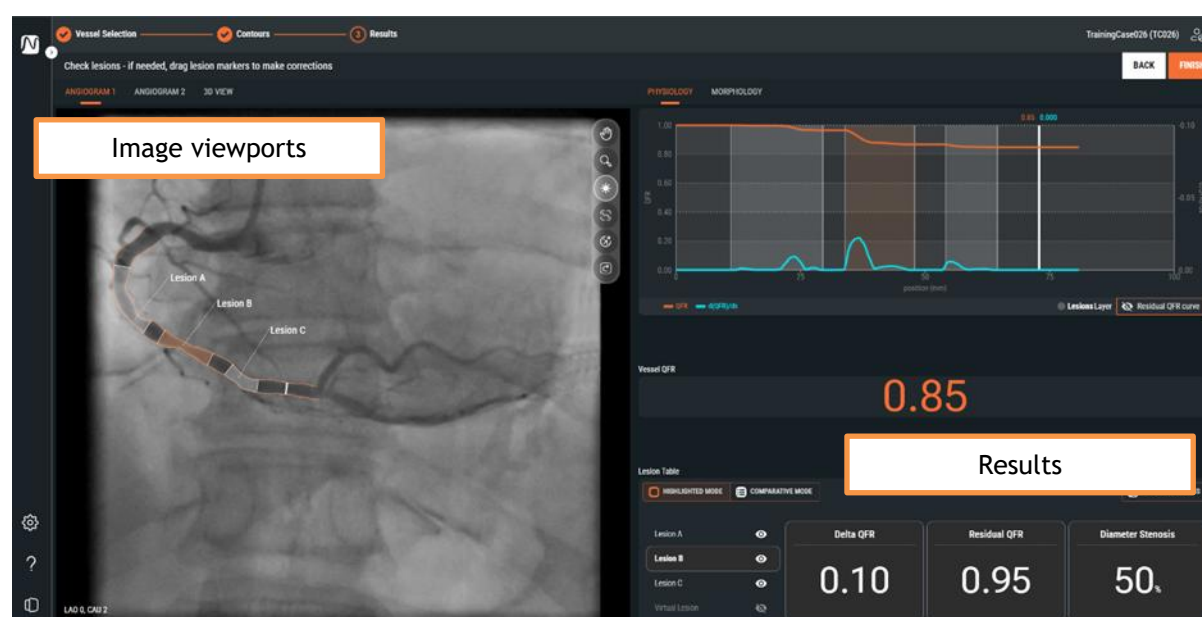 Vessel Selection
Contours
3
Results
TrainingCase026 (TC026)
Check lesions - if needed, drag lesion markers to make corrections
BACK
FINISH
ANGIOGRAM 1
ANGIOGRAM 2
3D VIEW
PHYSIOLOGY
MORPHOLOGY
Image viewports
0.85 0.000
1.00
0.80
0.60
0.40
0.20
0.00
QFR
-0.10
-0.05
0.00
0
50
75
100
position (mm)
QFR
d(QFR)/dx
Lesions Layer
Residual QFR curve
Lesion A
Lesion B
Lesion C
LAO 0, CAU 2
Vessel QFR
0.85
Results
Lesion Table
HIGHLIGHTED MODE
COMPARATIVE MODE
Lesion A
Lesion B
Lesion C
Virtual Lesion
Delta QFR
0.10
Residual QFR
0.95
Diameter Stenosis
50%
?